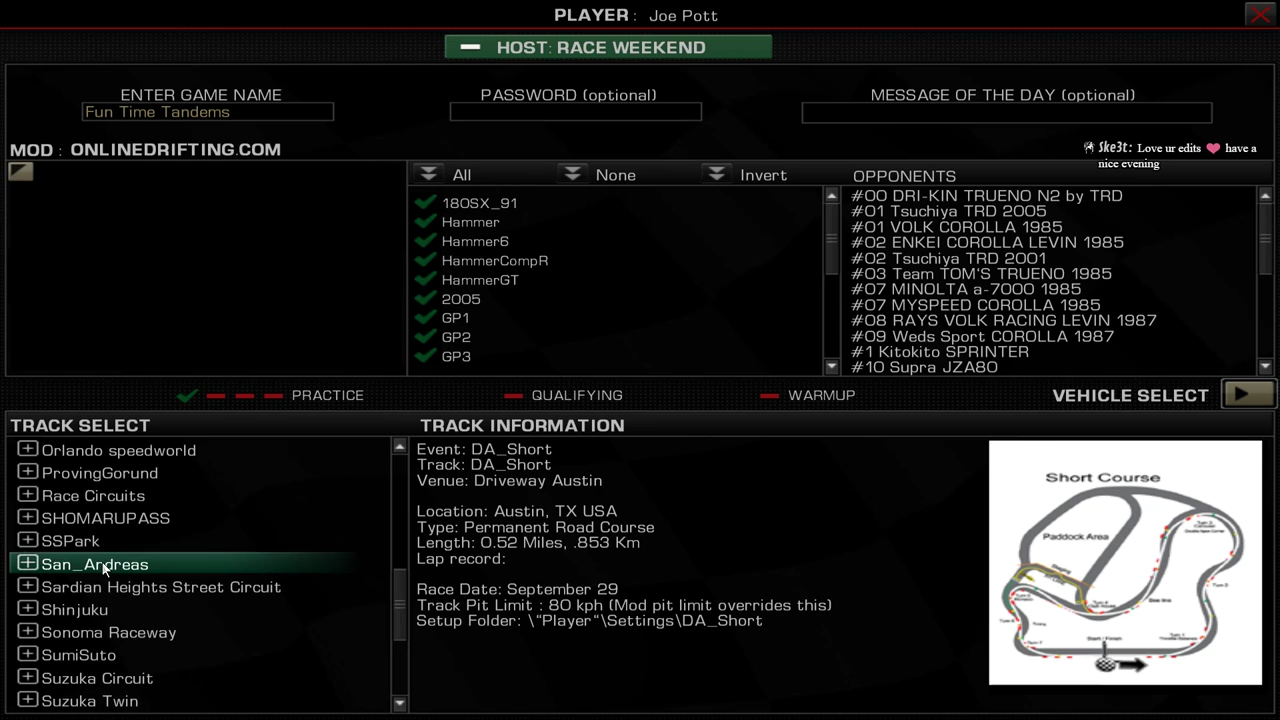 PLAYER : Joe Pott
HOST: RACE WEEKEND
ENTER GAME NAME
PASSWORD (optional)
MESSAGE OF THE DAY (optional)
Fun Time Tandems
MOD : ONLINEDRIFTING.COM
Ske3t: Love ur edits ❤ have a
nice evening
All
None
Invert
OPPONENTS
180SX_91
Hammer
Hammer6
HammerCompR
HammerGT
2005
GP1
GP2
GP3
#00 DRI-KIN TRUENO N2 by TRD
#01 Tsuchiya TRD 2005
#01 VOLK COROLLA 1985
#02 ENKEI COROLLA LEVIN 1985
#02 Tsuchiya TRD 2001
#03 Team TOM'S TRUENO 1985
#07 MINOLTA a-7000 1985
#07 MYSPEED COROLLA 1985
#08 RAYS VOLK RACING LEVIN 1987
#09 Weds Sport COROLLA 1987
#1 Kitokito SPRINTER
#10 Supra JZA80
PRACTICE
QUALIFYING
WARMUP
VEHICLE SELECT
TRACK SELECT
Orlando speedworld
ProvingGorund
Race Circuits
SHOMARUPASS
SSPark
San_Andreas
Sardian Heights Street Circuit
Shinjuku
Sonoma Raceway
SumiSuto
Suzuka Circuit
Suzuka Twin
TRACK INFORMATION
Event: DA_Short
Track: DA_Short
Venue: Driveway Austin
Location: Austin, TX USA
Type: Permanent Road Course
Length: 0.52 Miles, .853 Km
Lap record:
Race Date: September 29
Track Pit Limit : 80 kph (Mod pit limit overrides this)
Setup Folder: \"Player"\Settings\DA_Short
Short Course
Paddock Area
Start / Finish